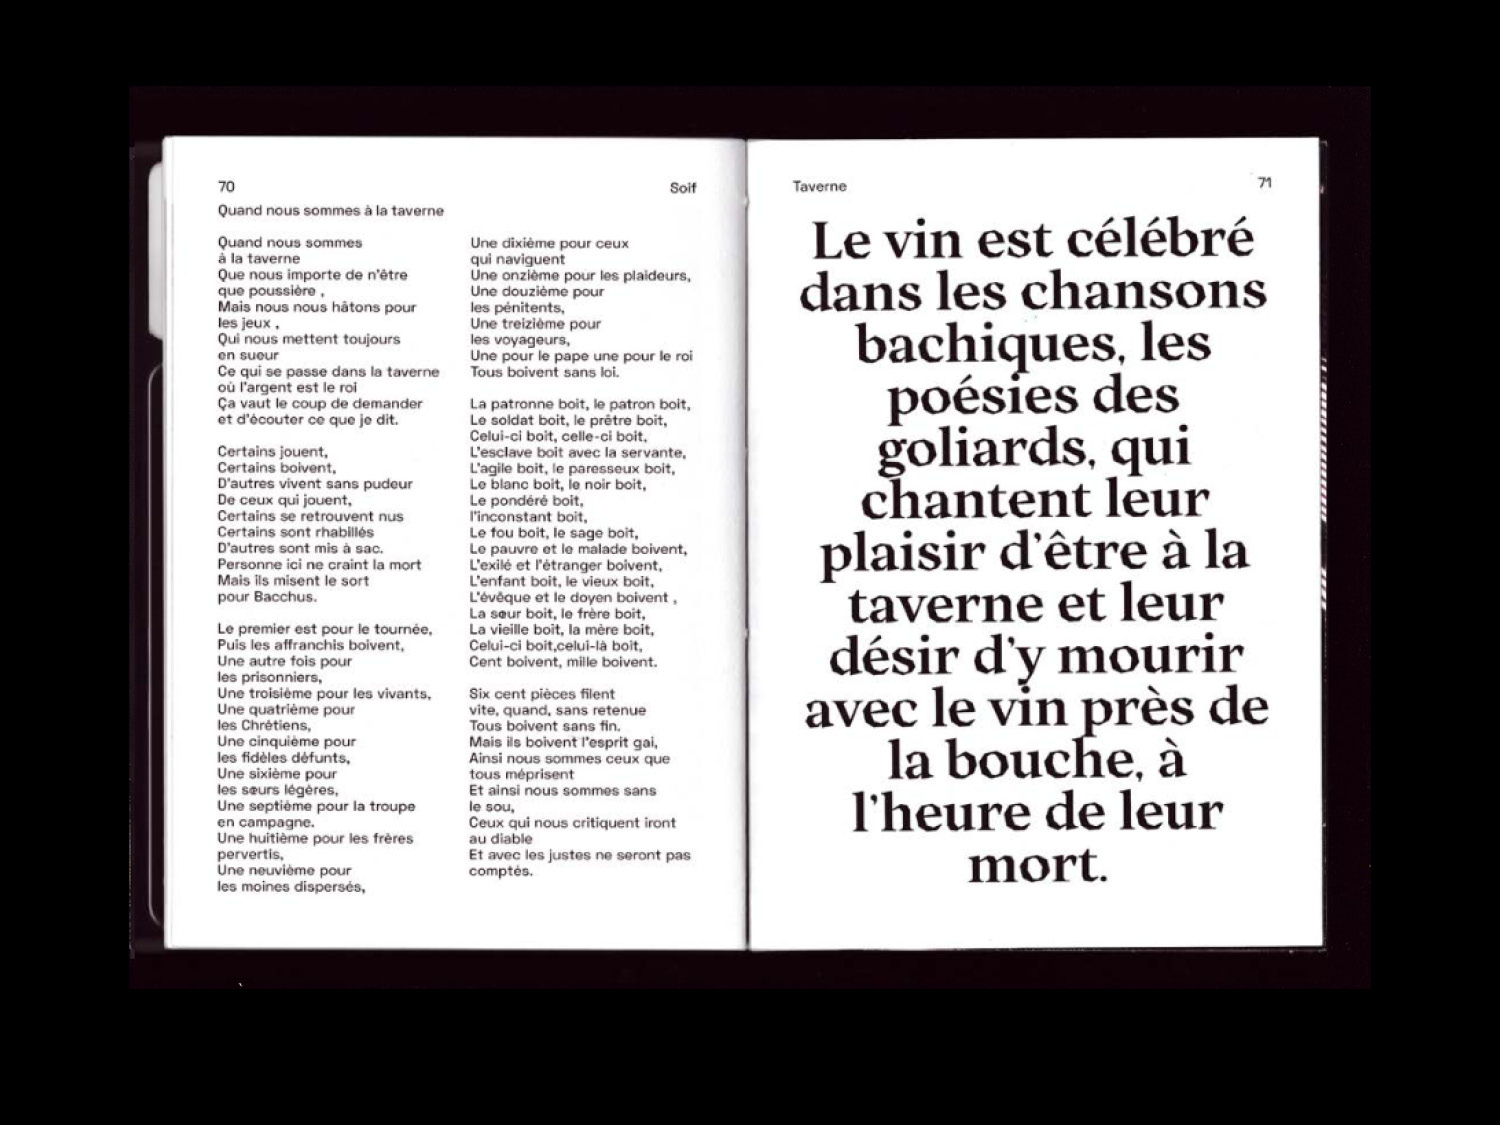 70
Soif
Quand nous sommes à la taverne
Quand nous sommes
à la taverne
Que nous importe de n'être
que poussière ,
Mais nous nous hâtons pour
les jeux ,
Qui nous mettent toujours
en sueur
Ce qui se passe dans la taverne
où l'argent est le roi
Ça vaut le coup de demander
et d'écouter ce que je dit.
Certains jouent,
Certains boivent,
D'autres vivent sans pudeur
De ceux qui jouent,
Certains se retrouvent nus
Certains sont rhabillés
D'autres sont mis à sac.
Personne ici ne craint la mort
Mais ils misent le sort
pour Bacchus.
Le premier est pour le tournée,
Puis les affranchis boivent,
Une autre fois pour
les prisonniers,
Une troisième pour les vivants,
Une quatrième pour
les Chrétiens,
Une cinquième pour
les fidèles défunts,
Une sixième pour
les sœurs légères,
Une septième pour la troupe
en campagne.
Une huitième pour les frères
pervertis,
Une neuvième pour
les moines dispersés,
Une dixième pour ceux
qui naviguent
Une onzième pour les plaideurs,
Une douzième pour
les pénitents,
Une treizième pour
les voyageurs,
Une pour le pape une pour le roi
Tous boivent sans loi.
La patronne boit, le patron boit,
Le soldat boit, le prêtre boit,
Celui-ci boit, celle-ci boit,
L'esclave boit avec la servante,
L'agile boit, le paresseux boit,
Le blanc boit, le noir boit,
Le pondéré boit,
l'inconstant boit,
Le fou boit, le sage boit,
Le pauvre et le malade boivent,
L'exilé et l'étranger boivent,
L'enfant boit, le vieux boit,
L'évêque et le doyen boivent ,
La sœur boit, le frère boit,
La vieille boit, la mère boit,
Celui-ci boit,celui-là boit,
Cent boivent, mille boivent.
Six cent pièces filent
vite, quand, sans retenue
Tous boivent sans fin.
Mais ils boivent l'esprit gai,
Ainsi nous sommes ceux que
tous méprisent
Et ainsi nous sommes sans
le sou,
Ceux qui nous critiquent iront
au diable
Et avec les justes ne seront pas
comptés.
Taverne
71
Le vin est célébré
dans les chansons
bachiques, les
poésies des
goliards, qui
chantent leur
plaisir d'être à la
taverne et leur
désir d'y mourir
avec le vin près de
la bouche, à
l'heure de leur
mort.